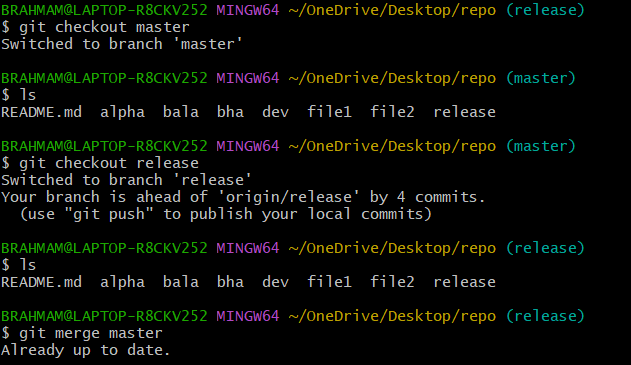 BRAHMAM@LAPTOP-R8CKV252 MINGW64 ~/OneDrive/Desktop/repo (release)
$ git checkout master
Switched to branch 'master'

BRAHMAM@LAPTOP-R8CKV252 MINGW64 ~/OneDrive/Desktop/repo (master)
$ ls
README.md  alpha  bala  bha  dev  file1  file2  release

BRAHMAM@LAPTOP-R8CKV252 MINGW64 ~/OneDrive/Desktop/repo (master)
$ git checkout release
Switched to branch 'release'
Your branch is ahead of 'origin/release' by 4 commits.
  (use "git push" to publish your local commits)

BRAHMAM@LAPTOP-R8CKV252 MINGW64 ~/OneDrive/Desktop/repo (release)
$ ls
README.md  alpha  bala  bha  dev  file1  file2  release

BRAHMAM@LAPTOP-R8CKV252 MINGW64 ~/OneDrive/Desktop/repo (release)
$ git merge master
Already up to date.